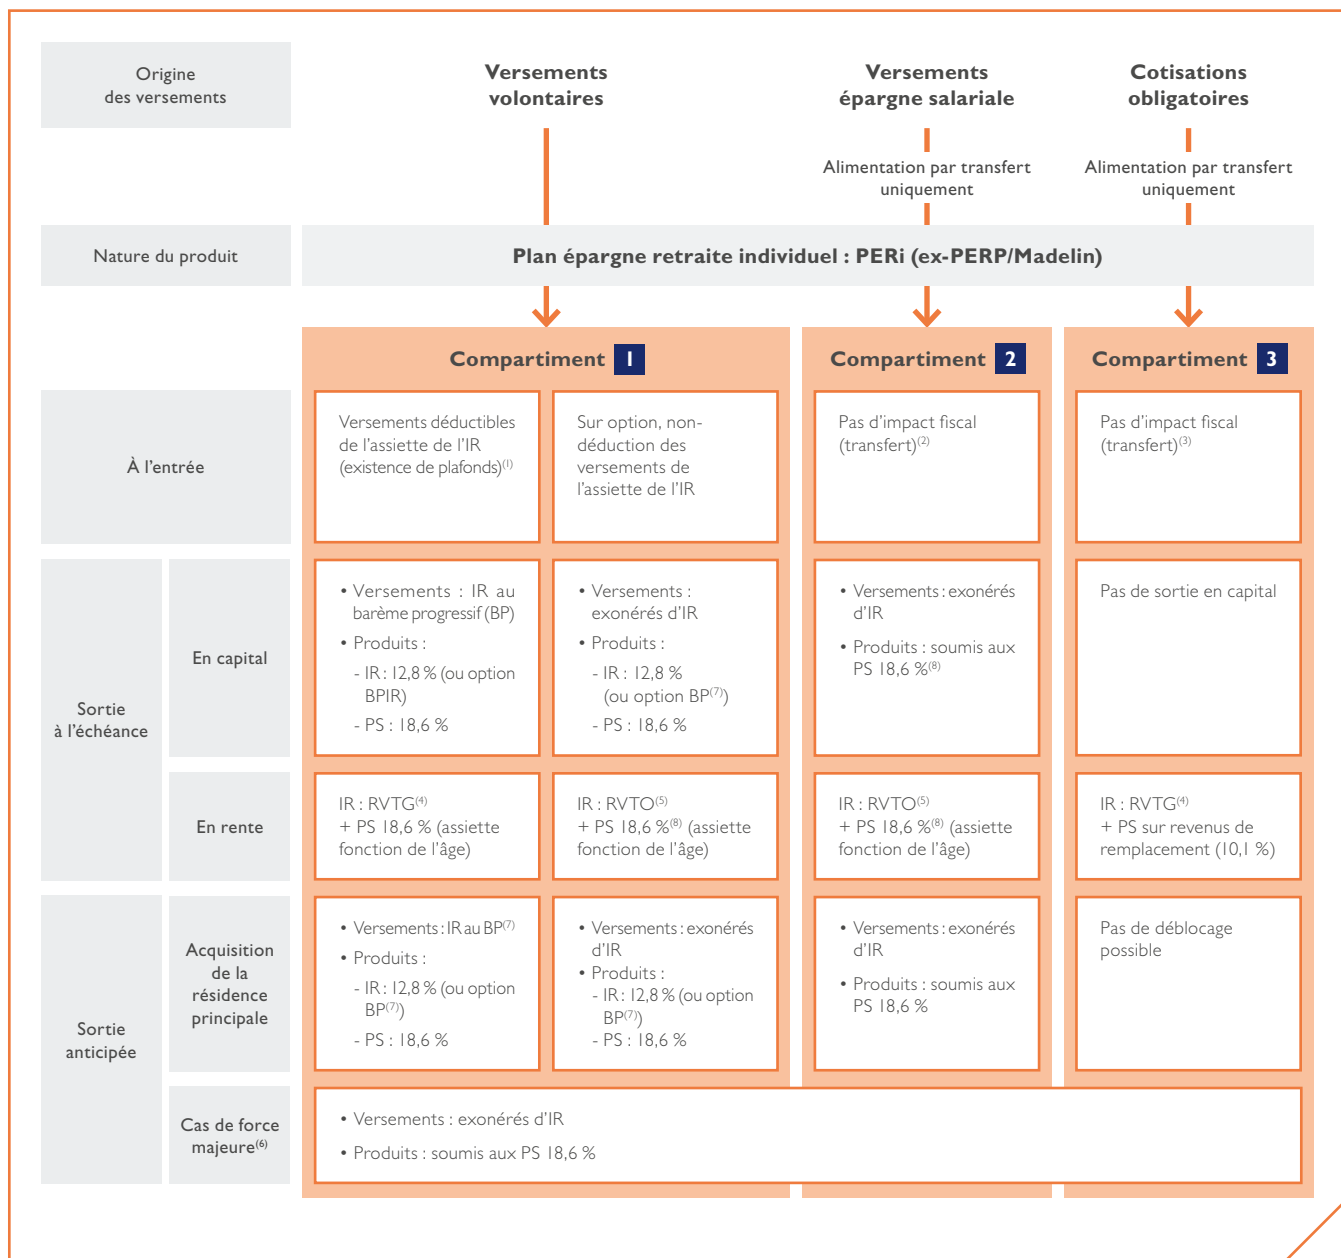 Origine
des versements
Versements
volontaires
Versements
épargne salariale
Cotisations
obligatoires
Alimentation par transfert
uniquement
Alimentation par transfert
uniquement
Nature du produit
Plan épargne retraite individuel : PERi (ex-PERP/Madelin)
Compartiment 1
Compartiment 2
Compartiment 3
À l'entrée
Versements déductibles
de l'assiette de l'IR
(existence de plafonds)(1)
Sur option, non-
déduction des
versements de
l'assiette de l'IR
Pas d'impact fiscal
(transfert)(2)
Pas d'impact fiscal
(transfert)(3)
Sortie
à l'échéance
En capital
• Versements : IR au
barème progressif (BP)
• Produits :
- IR : 12,8 % (ou option
BPIR)
- PS : 18,6 %
• Versements :
exonérés d'IR
• Produits :
- IR : 12,8 %
(ou option BP(7))
- PS : 18,6 %
• Versements : exonérés
d'IR
• Produits : soumis aux
PS 18,6 %(8)
Pas de sortie en capital
En rente
IR : RVTG(4)
+ PS 18,6 % (assiette
fonction de l'âge)
IR : RVTO(5)
+ PS 18,6 %(8) (assiette
fonction de l'âge)
IR : RVTO(5)
+ PS 18,6 %(8) (assiette
fonction de l'âge)
IR : RVTG(4)
+ PS sur revenus de
remplacement (10,1 %)
Sortie
anticipée
Acquisition
de la
résidence
principale
• Versements : IR au BP(7)
• Produits :
- IR : 12,8 % (ou option
BP(7))
- PS : 18,6 %
• Versements : exonérés
d'IR
• Produits :
- IR : 12,8 % (ou option
BP(7))
- PS : 18,6 %
• Versements : exonérés
d'IR
• Produits : soumis aux
PS 18,6 %
Pas de déblocage
possible
Cas de force
majeure(6)
• Versements : exonérés d'IR
• Produits : soumis aux PS 18,6 %